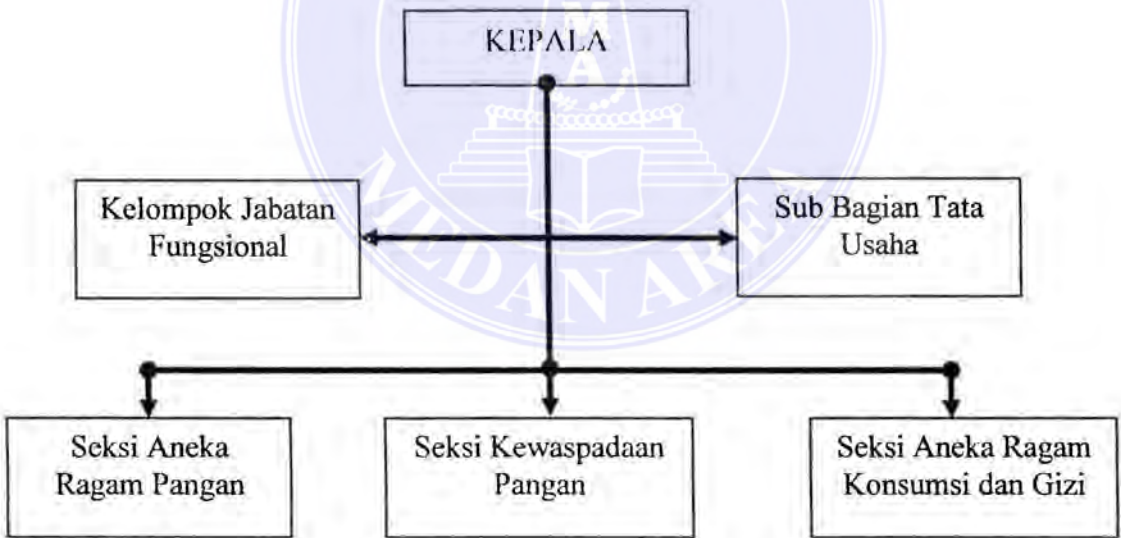 KEPALA
Kelompok Jabatan
Fungsional
Sub Bagian Tata
Usaha
MEDAN AREA
Seksi Aneka
Ragam Pangan
Seksi Kewaspadaan
Pangan
Seksi Aneka Ragam
Konsumsi dan Gizi